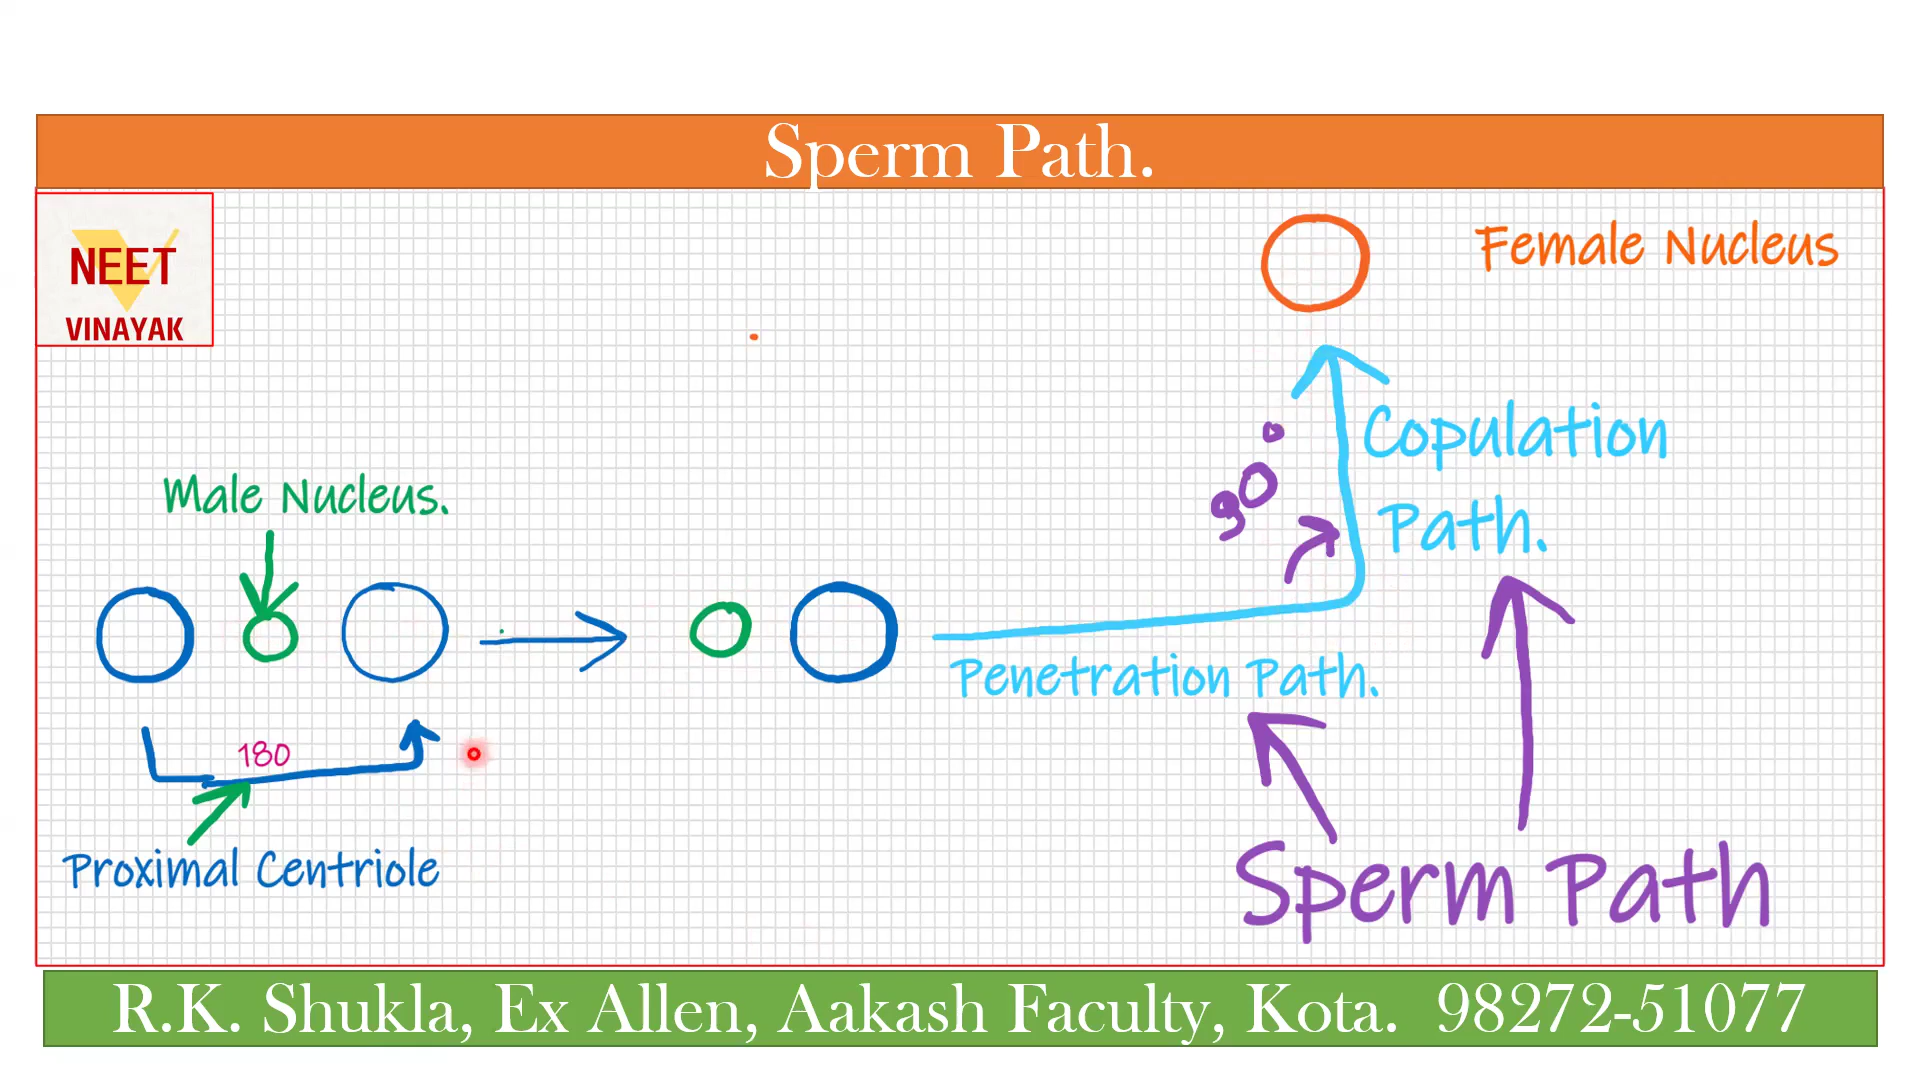 Sperm Path.
NEET
VINAYAK
Female Nucleus
Copulation
Path.
90°
Male Nucleus.
Penetration Path.
180
Proximal Centriole
Sperm Path
R.K. Shukla, Ex Allen, Aakash Faculty, Kota. 98272-51077